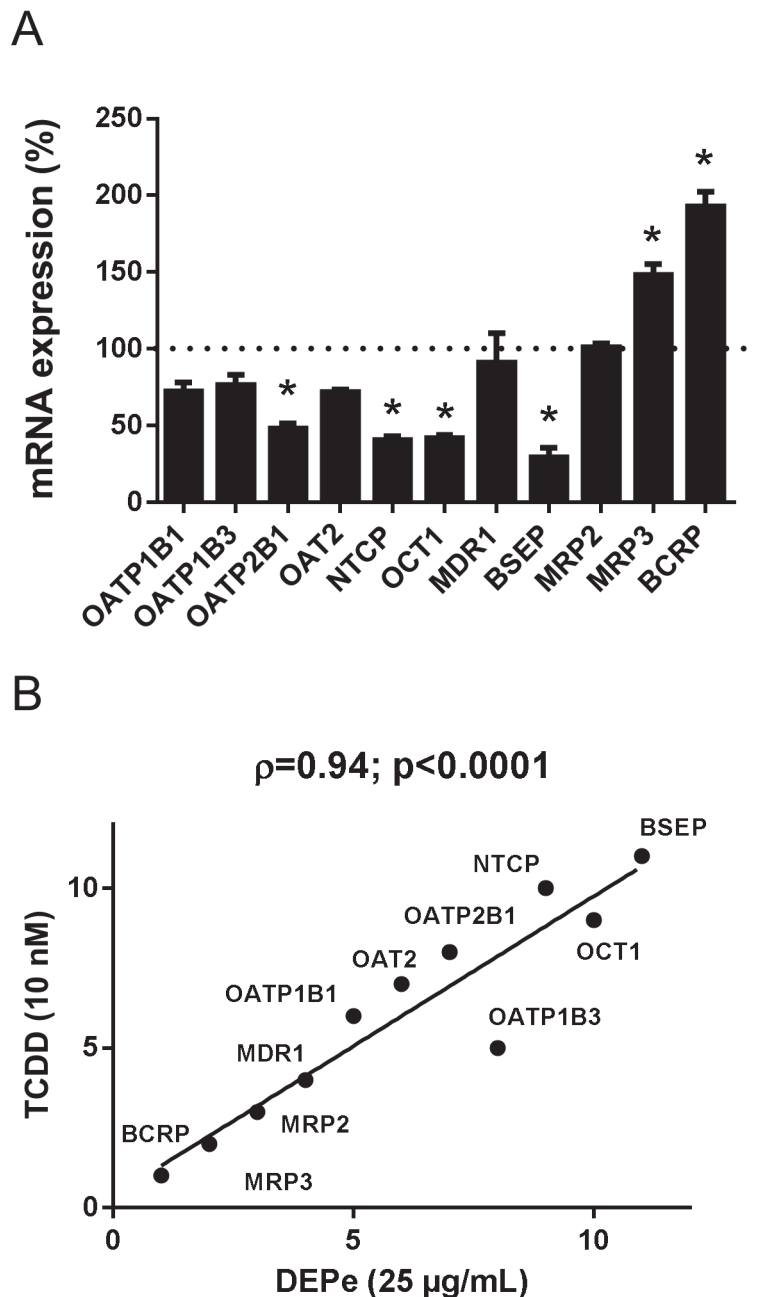 A
mRNA expression (%)
250
200
150
100
50
0
*
*
*
*
*
*
OATP1B1
OATP1B3
OATP2B1
OAT2
NTCP
OCT1
MDR1
BSEP
MRP2
MRP3
BCRP
B
ρ=0.94; p<0.0001
TCDD (10 nM)
10
5
0
BSEP
NTCP
OATP2B1
OCT1
OAT2
OATP1B1
OATP1B3
MDR1
MRP2
BCRP
MRP3
0
5
10
DEPe (25 µg/mL)